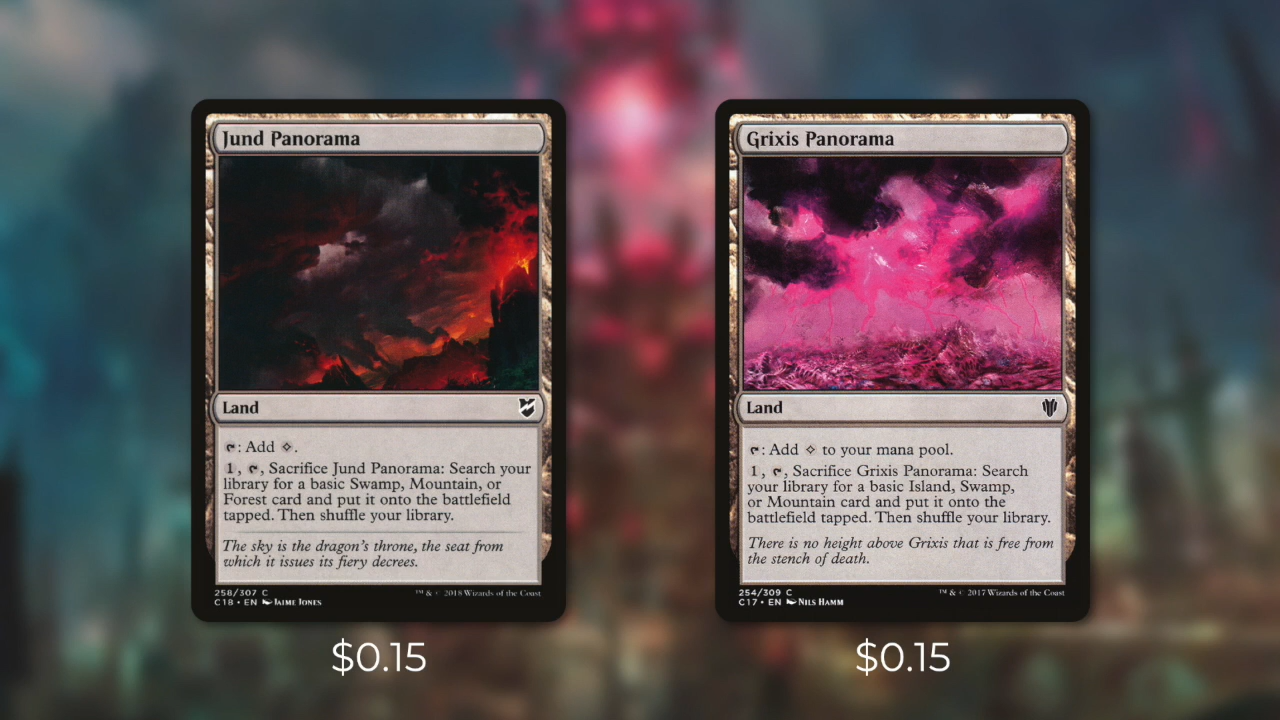 Jund Panorama
Land
: Add .
1, , Sacrifice Jund Panorama: Search your
library for a basic Swamp, Mountain, or
Forest card and put it onto the battlefield
tapped. Then shuffle your library.
The sky is the dragon's throne, the seat from
which it issues its fiery decrees.
258/307 C
C18 • EN JAIME JONES
™ & © 2018 Wizards of the Coast
$0.15
Grixis Panorama
Land
: Add to your mana pool.
1, , Sacrifice Grixis Panorama: Search
your library for a basic Island, Swamp,
or Mountain card and put it onto the
battlefield tapped. Then shuffle your library.
There is no height above Grixis that is free from
the stench of death.
254/309 C
C17 • EN NILS HAMM
™ & © 2017 Wizards of the Coast
$0.15